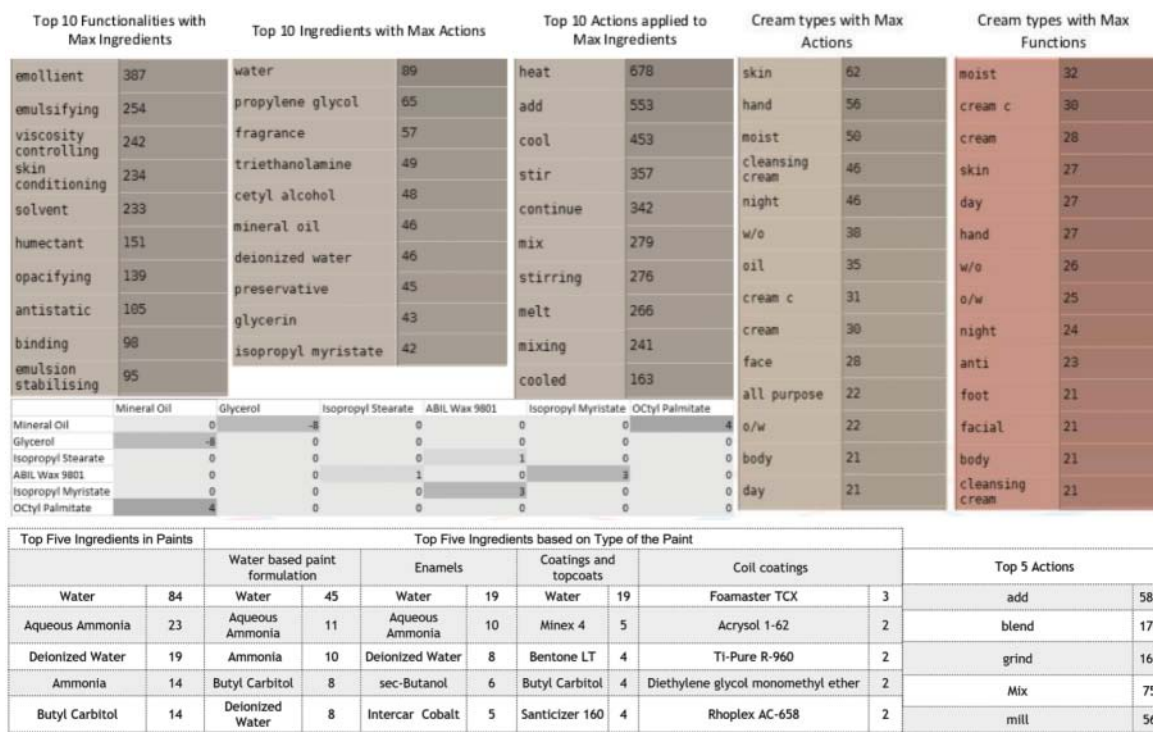 Top 10 Functionalities with
Max Ingredients
emollient 387
emulsifying 254
viscosity
controlling 242
skin
conditioning 234
solvent 233
humectant 151
opacifying 139
antistatic 105
binding 98
emulsion
stabilising 95
Top 10 Ingredients with Max Actions
water 89
propylene glycol 65
fragrance 57
triethanolamine 49
cetyl alcohol 48
mineral oil 46
deionized water 46
preservative 45
glycerin 43
isopropyl myristate 42
Top 10 Actions applied to
Max Ingredients
heat 678
add 553
cool 453
stir 357
continue 342
mix 279
stirring 276
melt 266
mixing 241
cooled 163
Cream types with Max
Actions
skin 62
hand 56
moist 50
cleansing
cream 46
night 46
w/o 38
oil 35
cream c 31
cream 30
face 28
all purpose 22
o/w 22
body 21
day 21
Cream types with Max
Functions
moist 32
cream c 30
cream 28
skin 27
day 27
hand 27
w/o 26
o/w 25
night 24
anti 23
foot 21
facial 21
body 21
cleansing
cream 21
Mineral Oil Glycerol Isopropyl Stearate ABIL Wax 9801 Isopropyl Myristate OCtyl Palmitate
Mineral Oil 0 -8 0 0 0 4
Glycerol -8 0 0 0 0 0
Isopropyl Stearate 0 0 0 1 0 0
ABIL Wax 9801 0 0 1 0 3 0
Isopropyl Myristate 0 0 0 3 0 0
OCtyl Palmitate 4 0 0 0 0 0
Top Five Ingredients in Paints Top Five Ingredients based on Type of the Paint
Water based paint
formulation
Enamels
Coatings and
topcoats
Coil coatings
Water 84 Water 45 Water 19 Water 19 Foamaster TCX 3
Aqueous Ammonia 23 Aqueous
Ammonia 11 Aqueous
Ammonia 10 Minex 4 5 Acrysol 1-62 2
Deionized Water 19 Ammonia 10 Deionized Water 8 Bentone LT 4 Ti-Pure R-960 2
Ammonia 14 Butyl Carbitol 8 sec-Butanol 6 Butyl Carbitol 4 Diethylene glycol monomethyl ether 2
Butyl Carbitol 14 Deionized
Water 8 Intercar Cobalt 5 Santicizer 160 4 Rhoplex AC-658 2
Top 5 Actions
add 58
blend 17
grind 16
Mix 75
mill 56